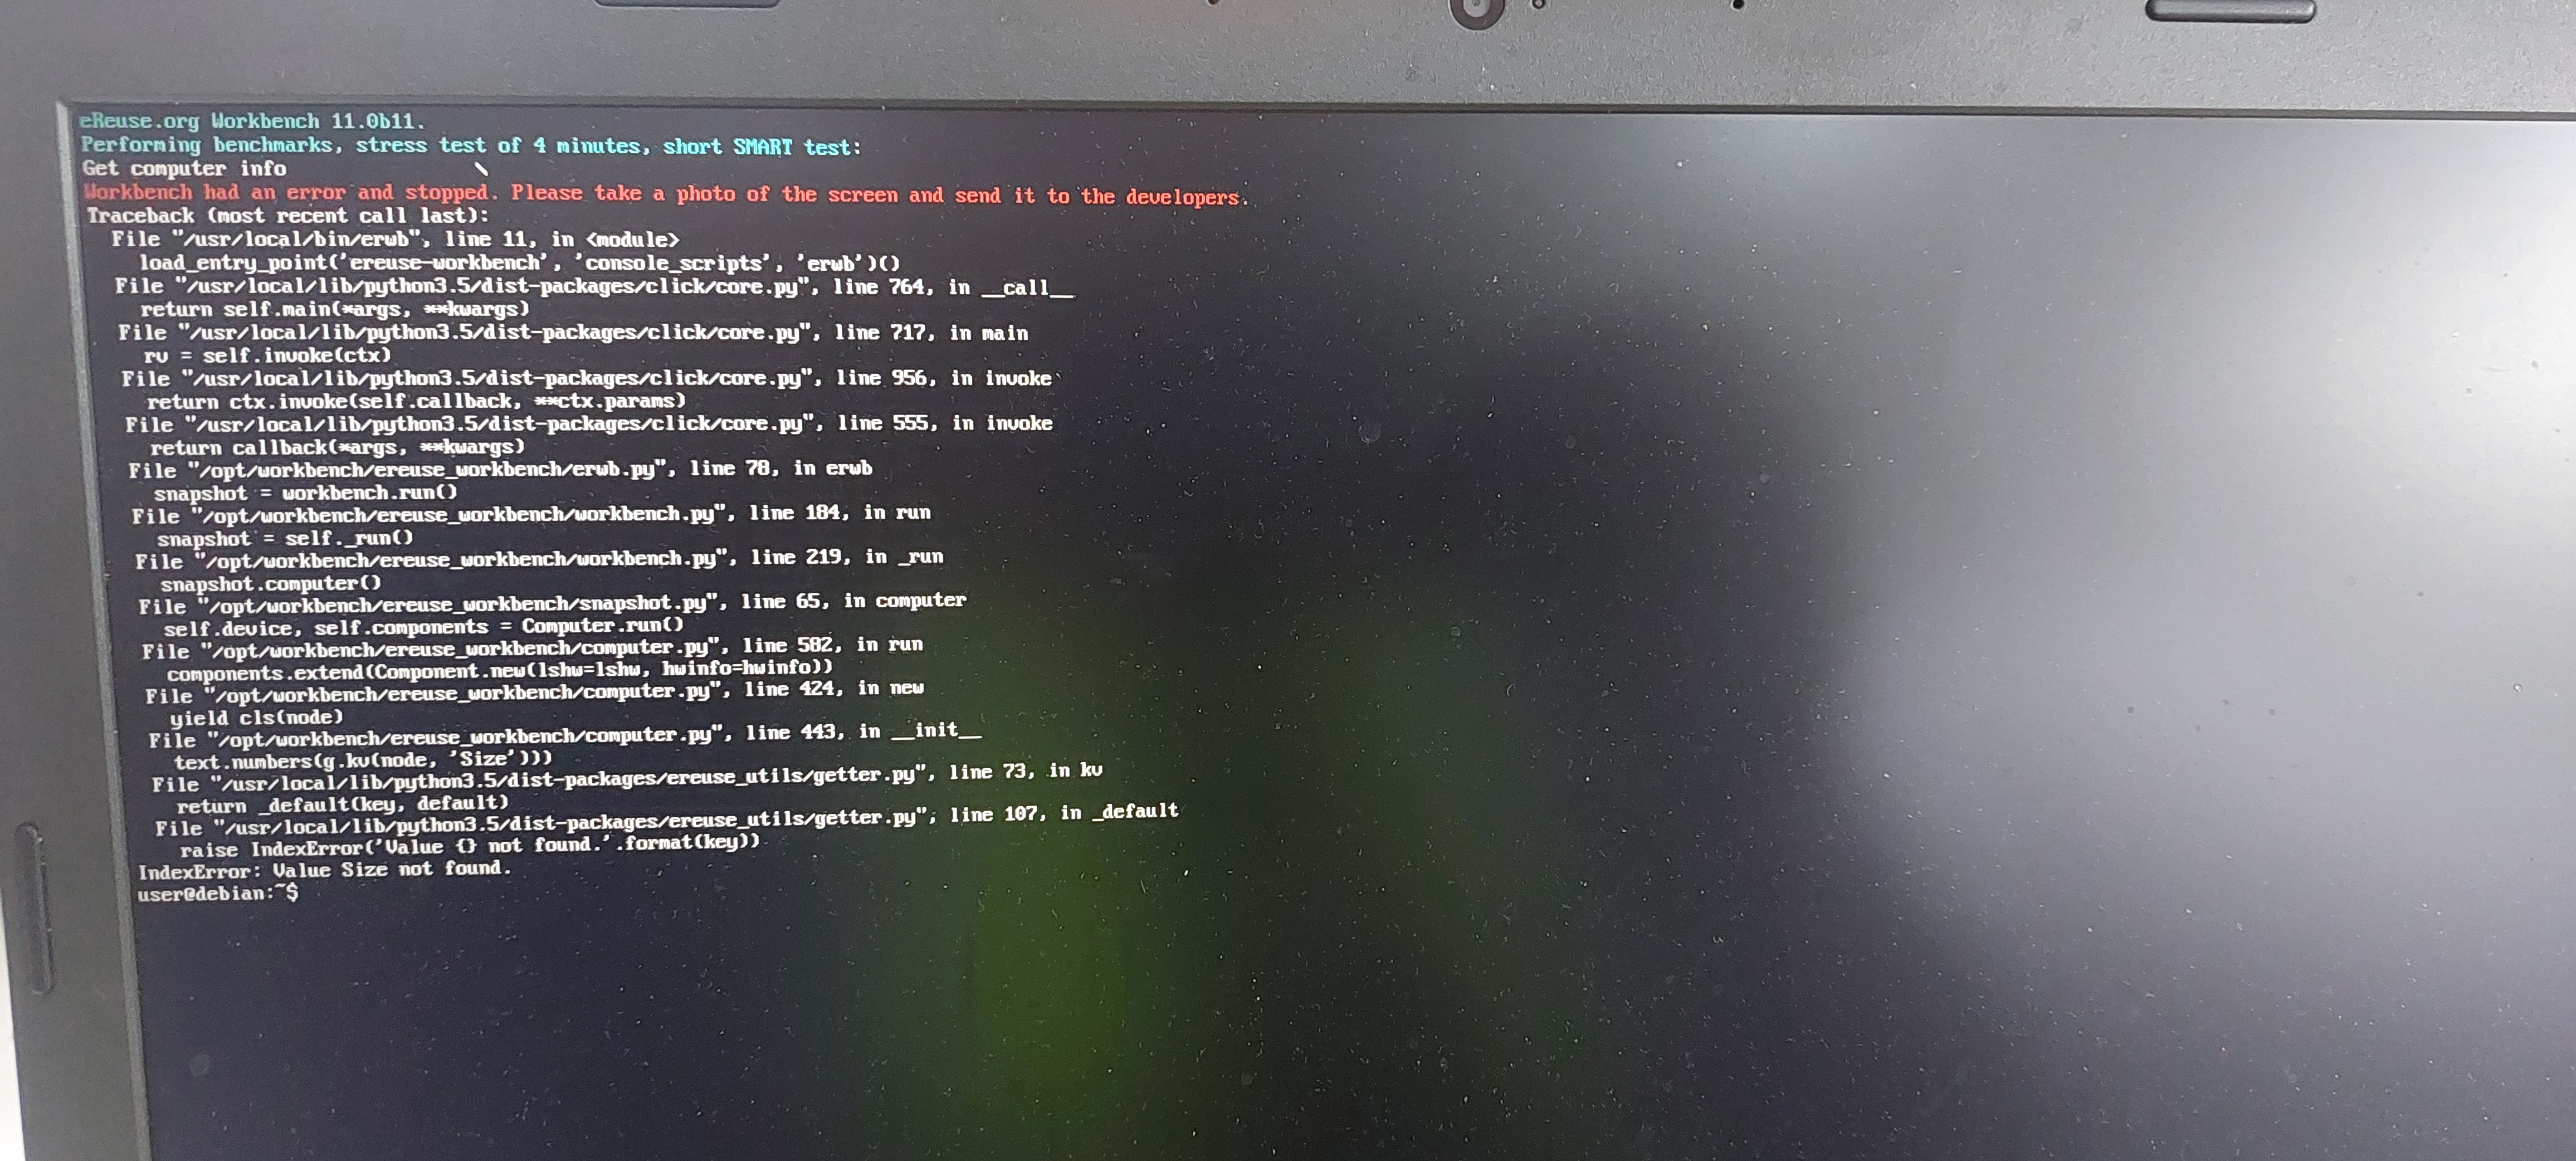 eReuse.org Workbench 11.0b11.
Performing benchmarks, stress test of 4 minutes, short SMART test:
Get computer info
Workbench had an error and stopped. Please take a photo of the screen and send it to the developers.
Traceback (most recent call last):
  File "/usr/local/bin/erwb", line 11, in <module>
    load_entry_point('ereuse-workbench', 'console_scripts', 'erwb')()
  File "/usr/local/lib/python3.5/dist-packages/click/core.py", line 764, in __call__
    return self.main(*args, **kwargs)
  File "/usr/local/lib/python3.5/dist-packages/click/core.py", line 717, in main
    rv = self.invoke(ctx)
  File "/usr/local/lib/python3.5/dist-packages/click/core.py", line 956, in invoke
    return ctx.invoke(self.callback, **ctx.params)
  File "/usr/local/lib/python3.5/dist-packages/click/core.py", line 555, in invoke
    return callback(*args, **kwargs)
  File "/opt/workbench/ereuse_workbench/erwb.py", line 78, in erwb
    snapshot = workbench.run()
  File "/opt/workbench/ereuse_workbench/workbench.py", line 184, in run
    snapshot = self._run()
  File "/opt/workbench/ereuse_workbench/workbench.py", line 219, in _run
    snapshot.computer()
  File "/opt/workbench/ereuse_workbench/snapshot.py", line 65, in computer
    self.device, self.components = Computer.run()
  File "/opt/workbench/ereuse_workbench/computer.py", line 582, in run
    components.extend(Component.new(lshw=lshw, hwinfo=hwinfo))
  File "/opt/workbench/ereuse_workbench/computer.py", line 424, in new
    yield cls(node)
  File "/opt/workbench/ereuse_workbench/computer.py", line 443, in __init__
    text.numbers(g.kv(node, 'Size')))
  File "/usr/local/lib/python3.5/dist-packages/ereuse_utils/getter.py", line 73, in kv
    return _default(key, default)
  File "/usr/local/lib/python3.5/dist-packages/ereuse_utils/getter.py", line 107, in _default
    raise IndexError('Value {} not found.'.format(key))
IndexError: Value Size not found.
user@debian:~$